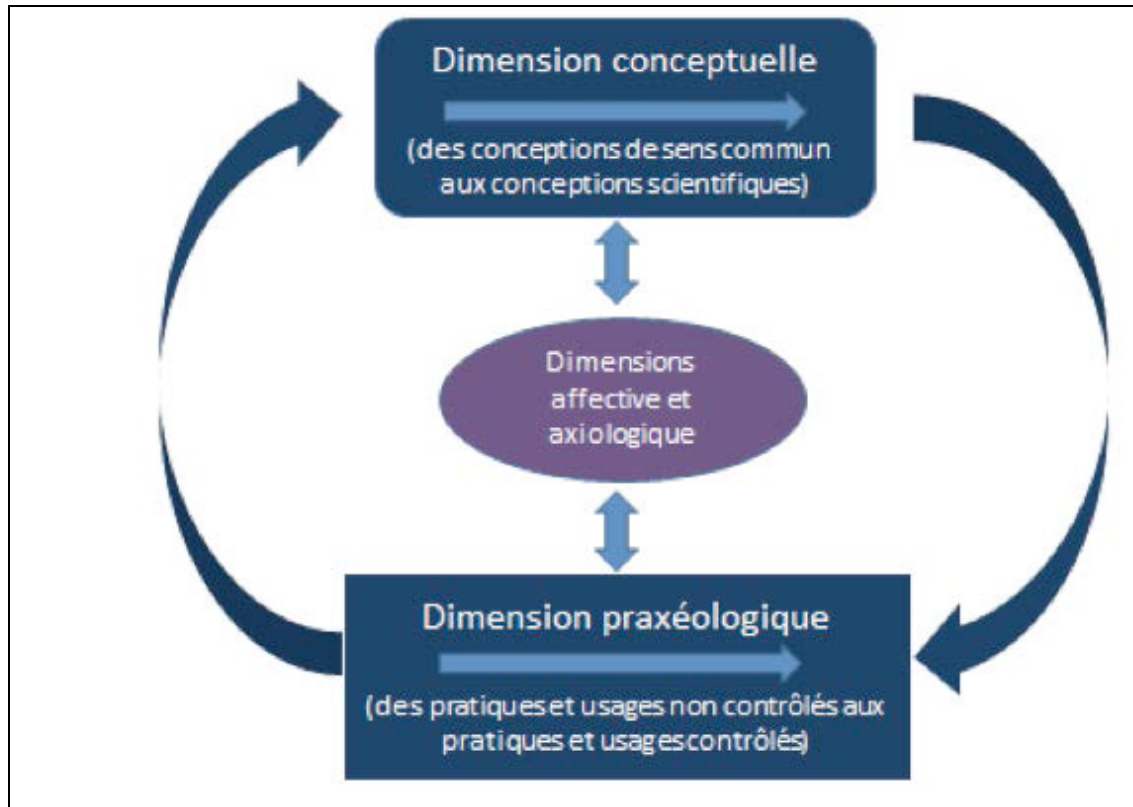 Dimension conceptuelle
(des conceptions de sens commun
aux conceptions scientifiques)
Dimensions
affective et
axiologique
Dimension praxéologique
(des pratiques et usages non contrôlés aux
pratiques et usages contrôlés)